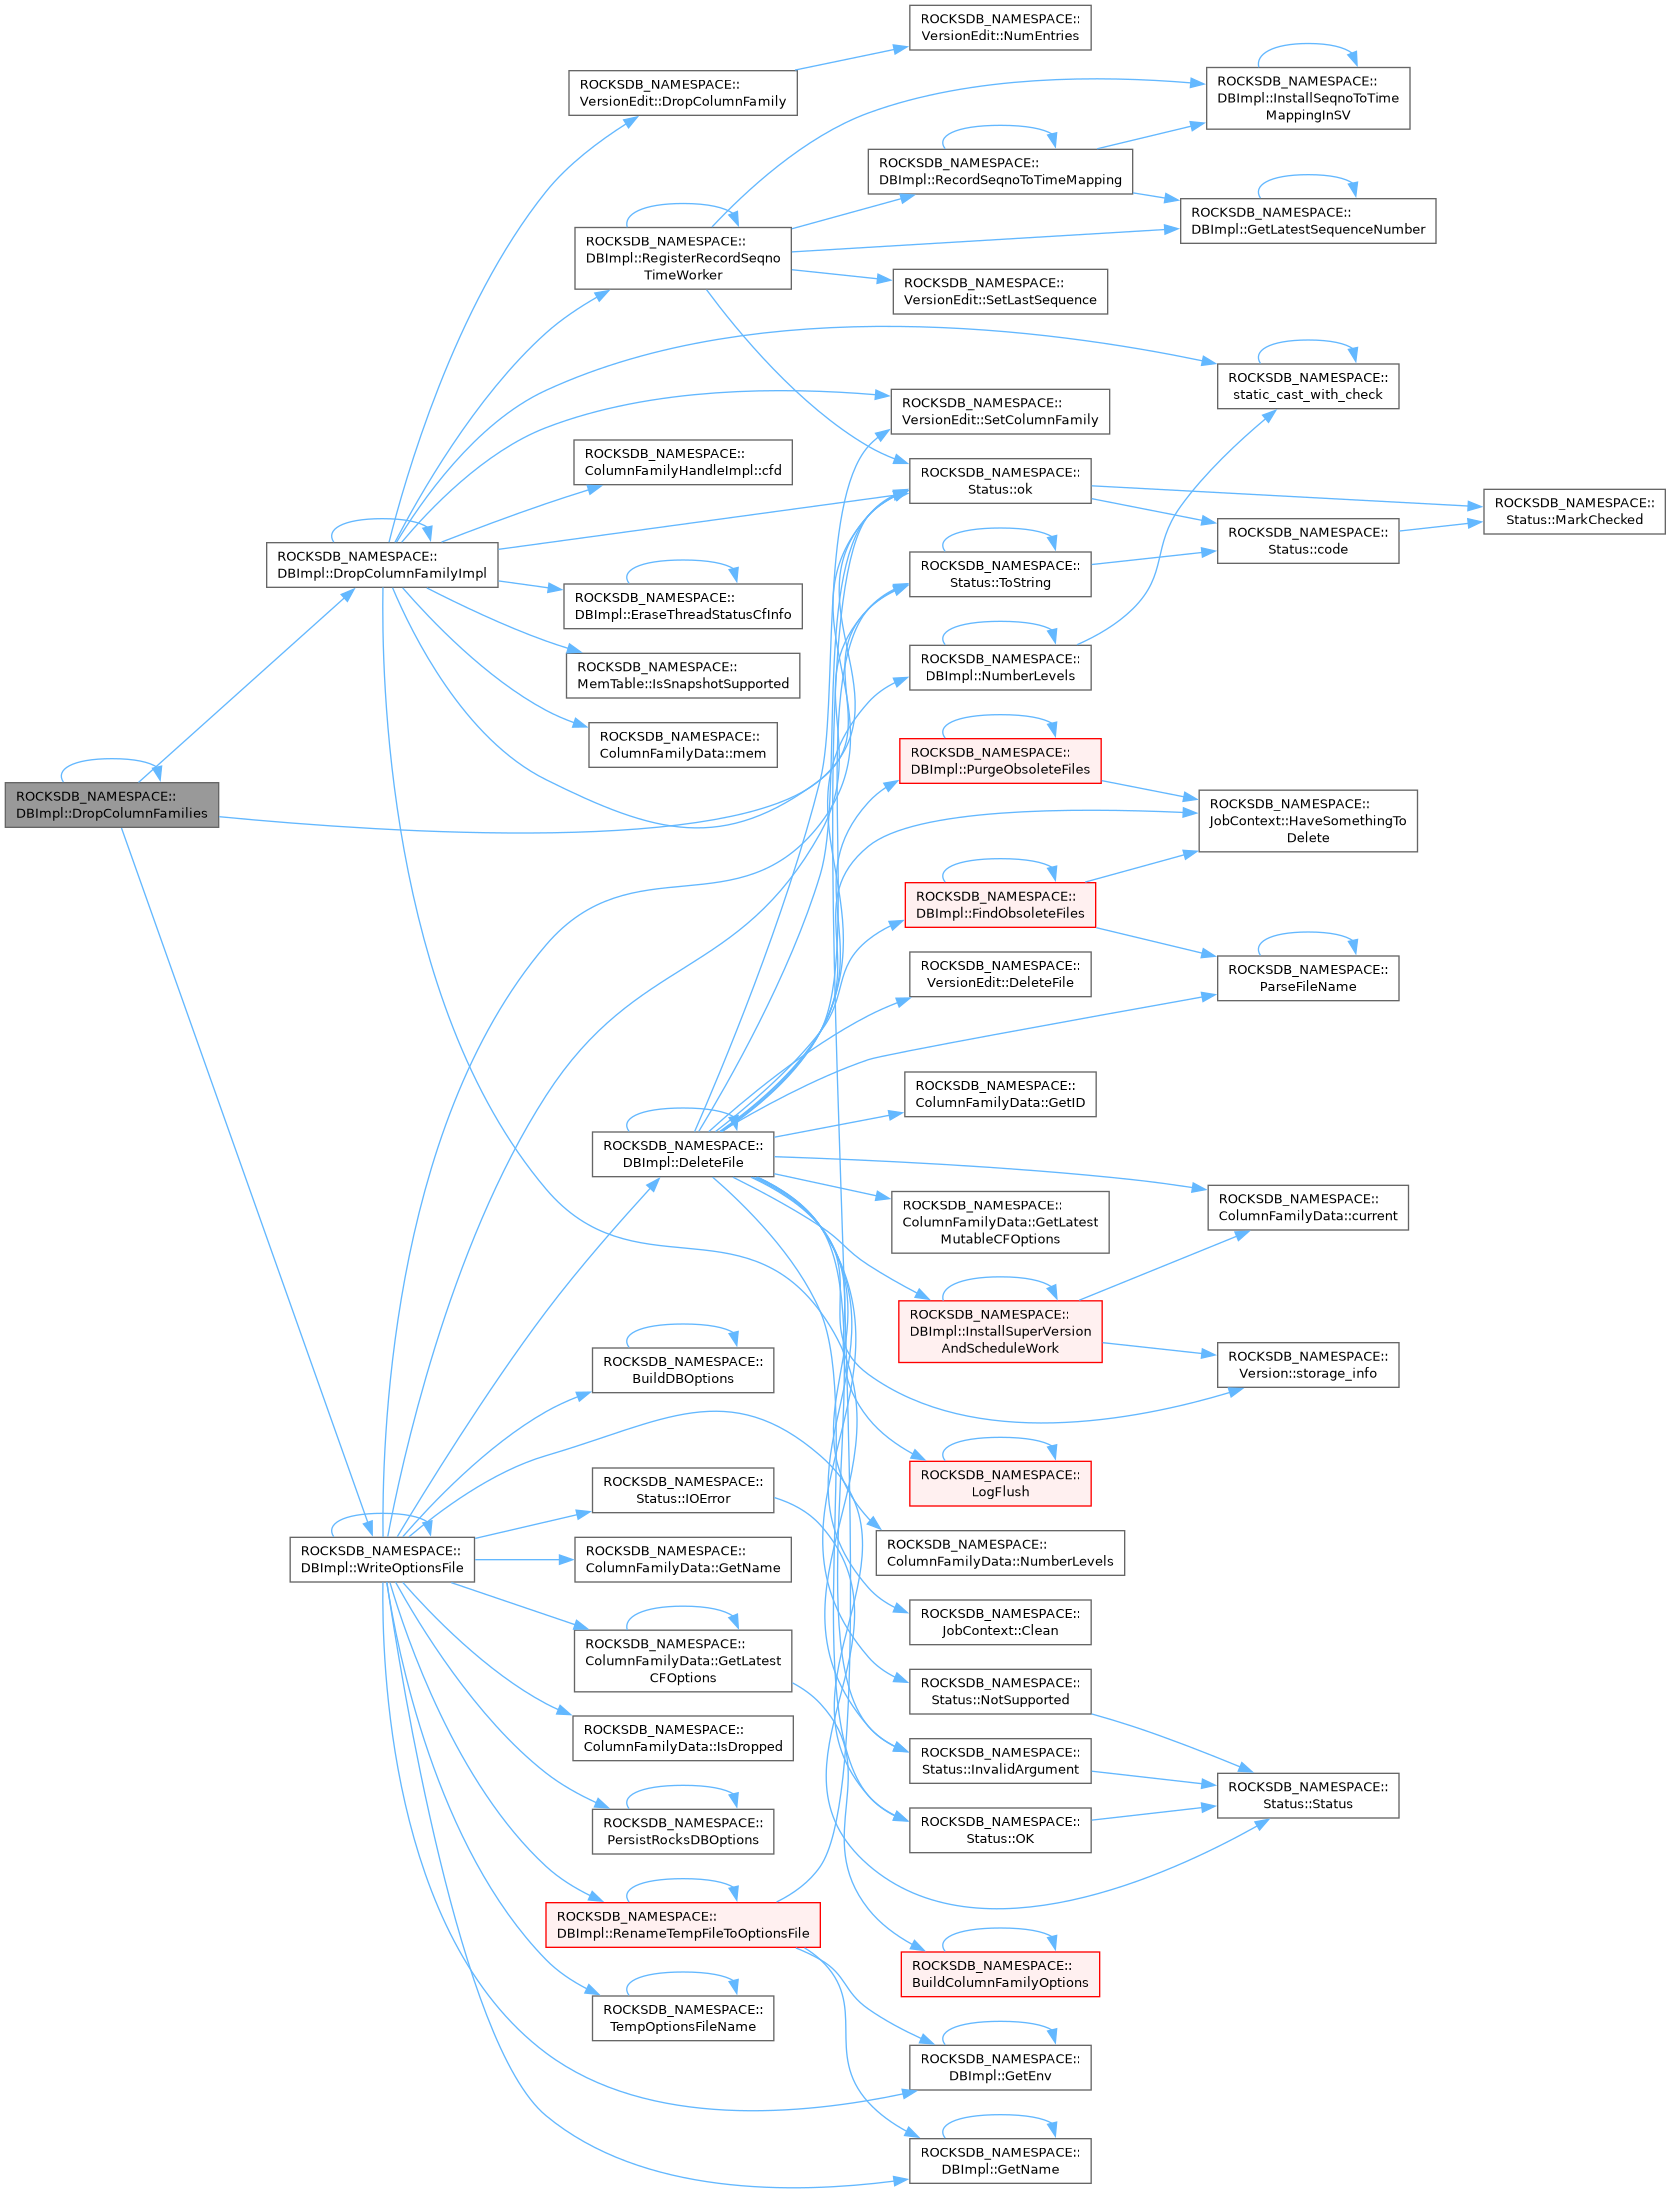 ROCKSDB_NAMESPACE::
DBImpl::DropColumnFamilies
ROCKSDB_NAMESPACE::
DBImpl::DropColumnFamilyImpl
ROCKSDB_NAMESPACE::
DBImpl::WriteOptionsFile
ROCKSDB_NAMESPACE::
VersionEdit::DropColumnFamily
ROCKSDB_NAMESPACE::
DBImpl::RegisterRecordSeqno
TimeWorker
ROCKSDB_NAMESPACE::
ColumnFamilyHandleImpl::cfd
ROCKSDB_NAMESPACE::
DBImpl::EraseThreadStatusCfInfo
ROCKSDB_NAMESPACE::
MemTable::IsSnapshotSupported
ROCKSDB_NAMESPACE::
ColumnFamilyData::mem
ROCKSDB_NAMESPACE::
DBImpl::DeleteFile
ROCKSDB_NAMESPACE::
BuildDBOptions
ROCKSDB_NAMESPACE::
Status::IOError
ROCKSDB_NAMESPACE::
ColumnFamilyData::GetName
ROCKSDB_NAMESPACE::
ColumnFamilyData::GetLatest
CFOptions
ROCKSDB_NAMESPACE::
ColumnFamilyData::IsDropped
ROCKSDB_NAMESPACE::
PersistRocksDBOptions
ROCKSDB_NAMESPACE::
DBImpl::RenameTempFileToOptionsFile
ROCKSDB_NAMESPACE::
TempOptionsFileName
ROCKSDB_NAMESPACE::
VersionEdit::NumEntries
ROCKSDB_NAMESPACE::
DBImpl::RecordSeqnoToTimeMapping
ROCKSDB_NAMESPACE::
VersionEdit::SetLastSequence
ROCKSDB_NAMESPACE::
VersionEdit::SetColumnFamily
ROCKSDB_NAMESPACE::
Status::ok
ROCKSDB_NAMESPACE::
Status::ToString
ROCKSDB_NAMESPACE::
DBImpl::NumberLevels
ROCKSDB_NAMESPACE::
DBImpl::PurgeObsoleteFiles
ROCKSDB_NAMESPACE::
DBImpl::FindObsoleteFiles
ROCKSDB_NAMESPACE::
VersionEdit::DeleteFile
ROCKSDB_NAMESPACE::
ColumnFamilyData::GetID
ROCKSDB_NAMESPACE::
ColumnFamilyData::GetLatest
MutableCFOptions
ROCKSDB_NAMESPACE::
DBImpl::InstallSuperVersion
AndScheduleWork
ROCKSDB_NAMESPACE::
LogFlush
ROCKSDB_NAMESPACE::
ColumnFamilyData::NumberLevels
ROCKSDB_NAMESPACE::
JobContext::Clean
ROCKSDB_NAMESPACE::
Status::NotSupported
ROCKSDB_NAMESPACE::
Status::InvalidArgument
ROCKSDB_NAMESPACE::
Status::OK
ROCKSDB_NAMESPACE::
BuildColumnFamilyOptions
ROCKSDB_NAMESPACE::
DBImpl::GetEnv
ROCKSDB_NAMESPACE::
DBImpl::GetName
ROCKSDB_NAMESPACE::
DBImpl::InstallSeqnoToTime
MappingInSV
ROCKSDB_NAMESPACE::
DBImpl::GetLatestSequenceNumber
ROCKSDB_NAMESPACE::
static_cast_with_check
ROCKSDB_NAMESPACE::
Status::code
ROCKSDB_NAMESPACE::
JobContext::HaveSomethingTo
Delete
ROCKSDB_NAMESPACE::
ParseFileName
ROCKSDB_NAMESPACE::
ColumnFamilyData::current
ROCKSDB_NAMESPACE::
Version::storage_info
ROCKSDB_NAMESPACE::
Status::Status
ROCKSDB_NAMESPACE::
Status::MarkChecked